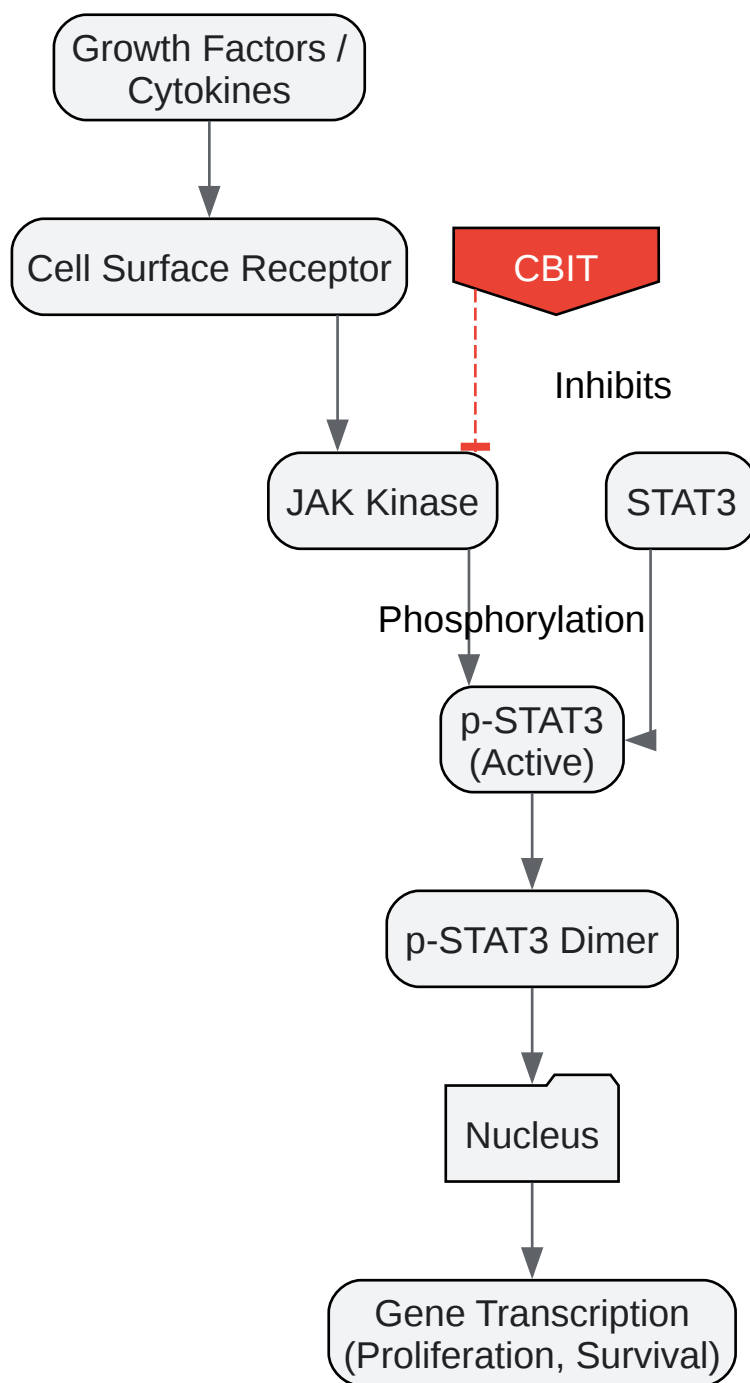 Growth Factors /
Cytokines
Cell Surface Receptor
CBIT
Inhibits
JAK Kinase
STAT3
Phosphorylation
p-STAT3
(Active)
p-STAT3 Dimer
Nucleus
Gene Transcription
(Proliferation, Survival)